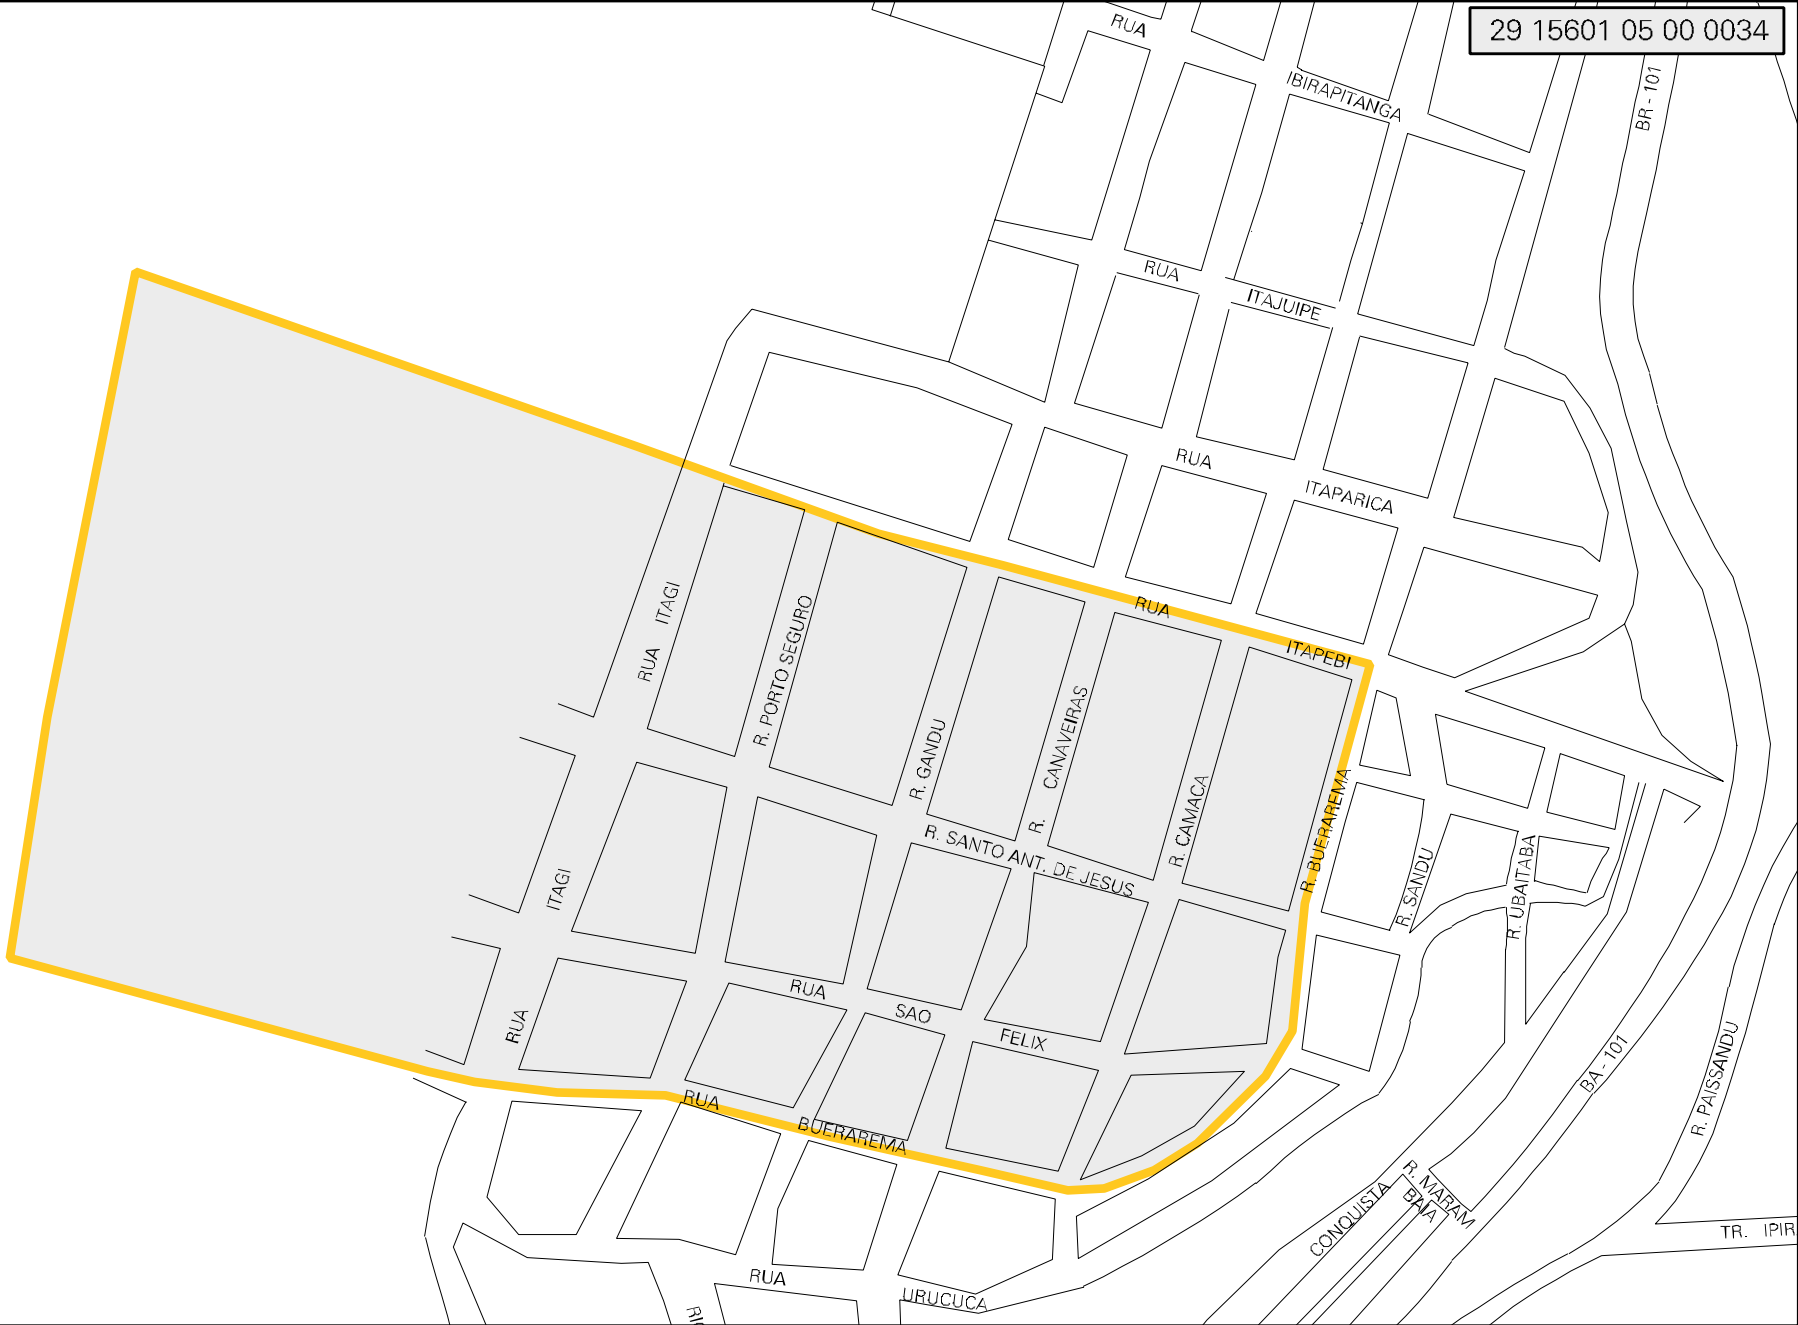 29 15601 05 00 0034
RUA
IBIRAPITANGA
BR - 101
RUA
ITAJUIPE
RUA
ITAPARICA
RUA
ITAPEBI
RUA ITAGI
R. PORTO SEGURO
R. GANDU
R. CANAVEIRAS
R. CAMACA
R. BUERAREMA
R. SANTO ANT. DE JESUS
R. SANDU
R. UBAITABA
RUA ITAGI
RUA
SAO
FELIX
RUA
BUERAREMA
BA - 101
R. PAISSANDU
R. MARAM
BAIA
CONQUISTA
TR. IPIR
RUA
URUCUCA